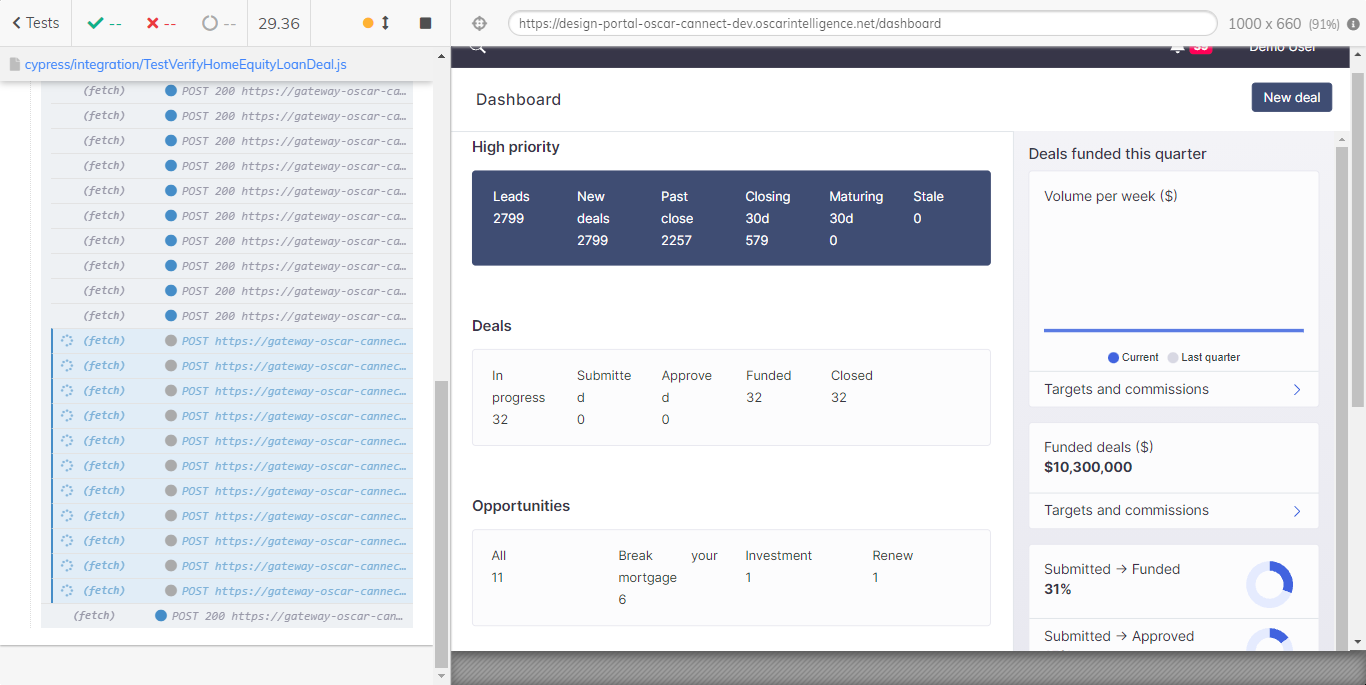 Tests
--
--
--
29.36
https://design-portal-oscar-cannect-dev.oscarintelligence.net/dashboard
1000 x 660 (91%)
cypress/integration/TestVerifyHomeEquityLoanDeal.js
(fetch) POST 200 https://gateway-oscar-ca…
(fetch) POST 200 https://gateway-oscar-ca…
(fetch) POST 200 https://gateway-oscar-ca…
(fetch) POST 200 https://gateway-oscar-ca…
(fetch) POST 200 https://gateway-oscar-ca…
(fetch) POST 200 https://gateway-oscar-ca…
(fetch) POST 200 https://gateway-oscar-ca…
(fetch) POST 200 https://gateway-oscar-ca…
(fetch) POST 200 https://gateway-oscar-ca…
(fetch) POST 200 https://gateway-oscar-ca…
(fetch) POST https://gateway-oscar-cannec…
(fetch) POST https://gateway-oscar-cannec…
(fetch) POST https://gateway-oscar-cannec…
(fetch) POST https://gateway-oscar-cannec…
(fetch) POST https://gateway-oscar-cannec…
(fetch) POST https://gateway-oscar-cannec…
(fetch) POST https://gateway-oscar-cannec…
(fetch) POST https://gateway-oscar-cannec…
(fetch) POST https://gateway-oscar-cannec…
(fetch) POST https://gateway-oscar-cannec…
(fetch) POST https://gateway-oscar-cannec…
(fetch) POST 200 https://gateway-oscar-can…
Demo User
Dashboard
New deal
High priority
Leads
2799
New
deals
2799
Past
close
2257
Closing
30d
579
Maturing
30d
0
Stale
0
Deals
In
progress
32
Submitte
d
0
Approve
d
0
Funded
32
Closed
32
Opportunities
All
11
Break your
mortgage
6
Investment
1
Renew
1
Deals funded this quarter
Volume per week ($)
Current Last quarter
Targets and commissions
Funded deals ($)
$10,300,000
Targets and commissions
Submitted → Funded
31%
Submitted → Approved